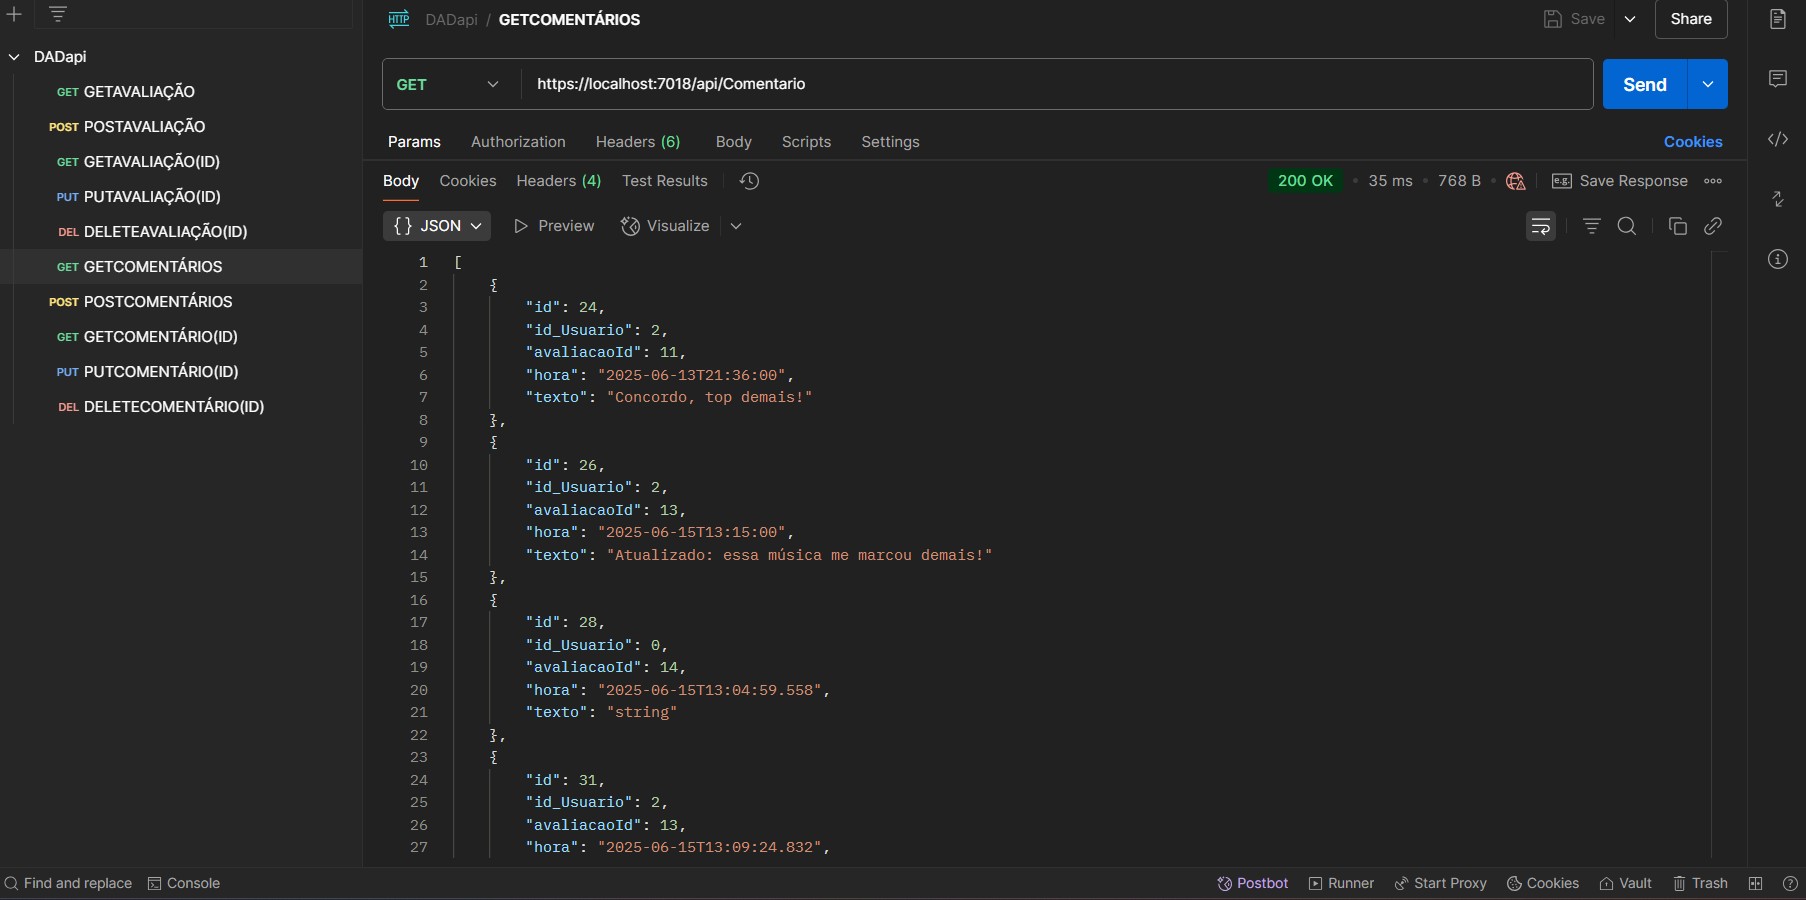 DADapi / GETCOMENTÁRIOS
Save
Share
DADapi
GET GETAVALIAÇÃO
POST POSTAVALIAÇÃO
GET GETAVALIAÇÃO(ID)
PUT PUTAVALIAÇÃO(ID)
DEL DELETEAVALIAÇÃO(ID)
GET GETCOMENTÁRIOS
POST POSTCOMENTÁRIOS
GET GETCOMENTÁRIO(ID)
PUT PUTCOMENTÁRIO(ID)
DEL DELETECOMENTÁRIO(ID)
HTTP
GET https://localhost:7018/api/Comentario Send
Params Authorization Headers (6) Body Scripts Settings Cookies
Body Cookies Headers (4) Test Results 200 OK • 35 ms • 768 B • e.g. Save Response
{} JSON Preview Visualize
1 [
2 {
3 "id": 24,
4 "id_Usuario": 2,
5 "avaliacaoId": 11,
6 "hora": "2025-06-13T21:36:00",
7 "texto": "Concordo, top demais!"
8 },
9 {
10 "id": 26,
11 "id_Usuario": 2,
12 "avaliacaoId": 13,
13 "hora": "2025-06-15T13:15:00",
14 "texto": "Atualizado: essa música me marcou demais!"
15 },
16 {
17 "id": 28,
18 "id_Usuario": 0,
19 "avaliacaoId": 14,
20 "hora": "2025-06-15T13:04:59.558",
21 "texto": "string"
22 },
23 {
24 "id": 31,
25 "id_Usuario": 2,
26 "avaliacaoId": 13,
27 "hora": "2025-06-15T13:09:24.832",
Find and replace Console Postbot Runner Start Proxy Cookies Vault Trash